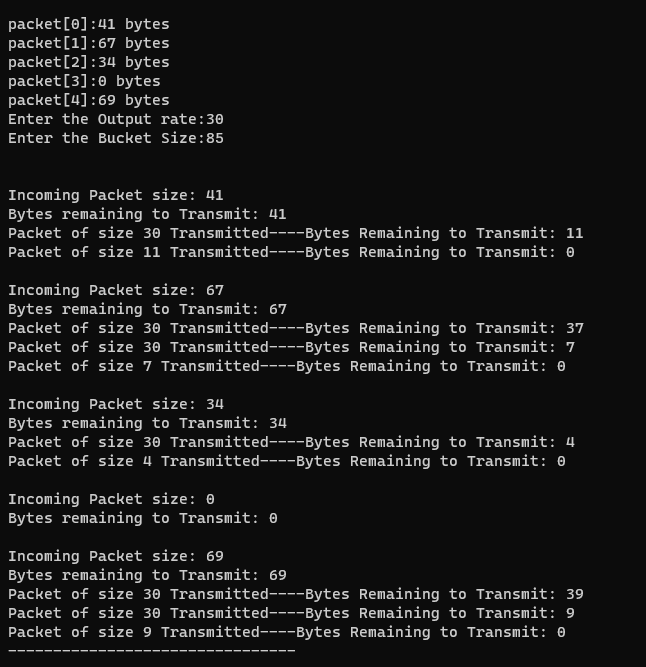 packet[0]:41 bytes
packet[1]:67 bytes
packet[2]:34 bytes
packet[3]:0 bytes
packet[4]:69 bytes
Enter the Output rate:30
Enter the Bucket Size:85
Incoming Packet size: 41
Bytes remaining to Transmit: 41
Packet of size 30 Transmitted----Bytes Remaining to Transmit: 11
Packet of size 11 Transmitted----Bytes Remaining to Transmit: 0
Incoming Packet size: 67
Bytes remaining to Transmit: 67
Packet of size 30 Transmitted----Bytes Remaining to Transmit: 37
Packet of size 30 Transmitted----Bytes Remaining to Transmit: 7
Packet of size 7 Transmitted----Bytes Remaining to Transmit: 0
Incoming Packet size: 34
Bytes remaining to Transmit: 34
Packet of size 30 Transmitted----Bytes Remaining to Transmit: 4
Packet of size 4 Transmitted----Bytes Remaining to Transmit: 0
Incoming Packet size: 0
Bytes remaining to Transmit: 0
Incoming Packet size: 69
Bytes remaining to Transmit: 69
Packet of size 30 Transmitted----Bytes Remaining to Transmit: 39
Packet of size 30 Transmitted----Bytes Remaining to Transmit: 9
Packet of size 9 Transmitted----Bytes Remaining to Transmit: 0
--------------------------------